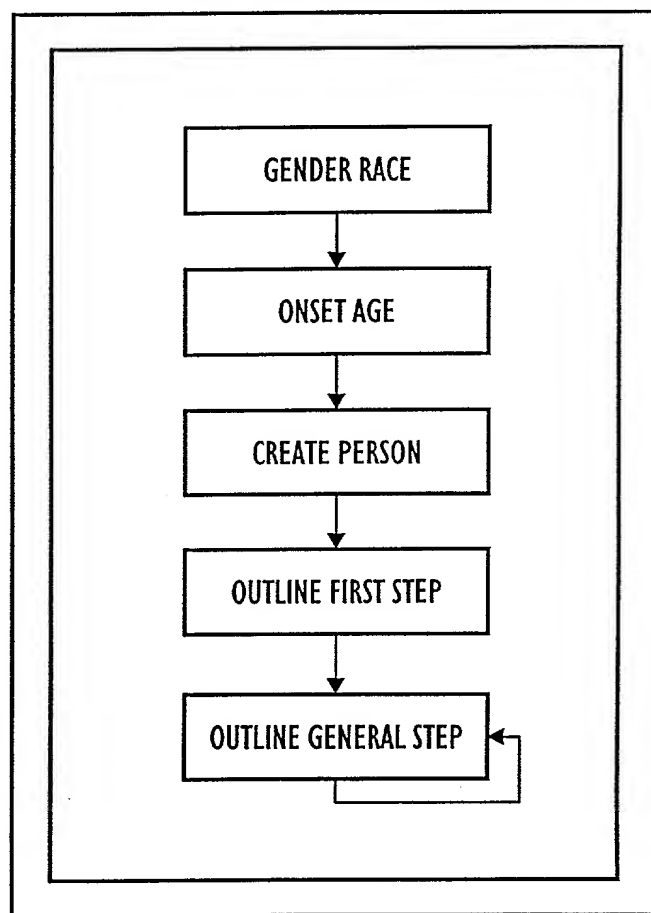 GENDER RACE
ONSET AGE
CREATE PERSON
OUTLINE FIRST STEP
OUTLINE GENERAL STEP